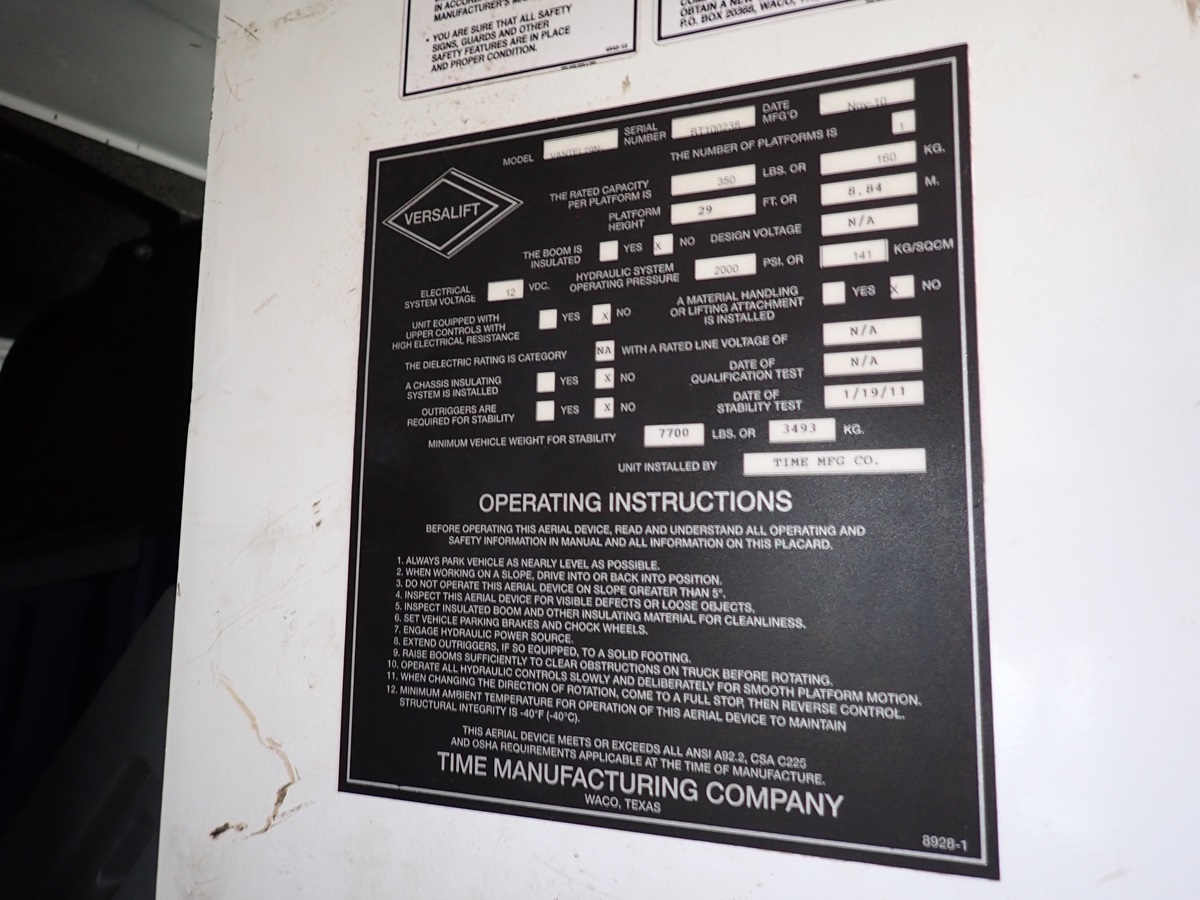 IN ACCOR
MANUFACTURER'S
• YOU ARE SURE THAT ALL SAFETY
SIGNS, GUARDS AND OTHER
SAFETY FEATURES ARE IN PLACE
AND PROPER CONDITION.
OBTAIN A NEW
P.O. BOX 20368, WACO,
MODEL VANTEL29N SERIAL NUMBER DATE MFG'D Nov-10
THE NUMBER OF PLATFORMS IS 1
VERSALIFT
THE RATED CAPACITY PER PLATFORM IS 350 LBS. OR 160 KG.
PLATFORM HEIGHT 29 FT. OR 8.84 M.
THE BOOM IS INSULATED YES X NO DESIGN VOLTAGE N/A
ELECTRICAL SYSTEM VOLTAGE 12 VDC. HYDRAULIC SYSTEM OPERATING PRESSURE 2000 PSI. OR 141 KG/SQCM
UNIT EQUIPPED WITH UPPER CONTROLS WITH HIGH ELECTRICAL RESISTANCE YES X NO A MATERIAL HANDLING OR LIFTING ATTACHMENT IS INSTALLED YES X NO
THE DIELECTRIC RATING IS CATEGORY NA WITH A RATED LINE VOLTAGE OF N/A
A CHASSIS INSULATING SYSTEM IS INSTALLED YES X NO DATE OF QUALIFICATION TEST N/A
OUTRIGGERS ARE REQUIRED FOR STABILITY YES X NO DATE OF STABILITY TEST 1/19/11
MINIMUM VEHICLE WEIGHT FOR STABILITY 7700 LBS. OR 3493 KG.
UNIT INSTALLED BY TIME MFG CO.
OPERATING INSTRUCTIONS
BEFORE OPERATING THIS AERIAL DEVICE, READ AND UNDERSTAND ALL OPERATING AND
SAFETY INFORMATION IN MANUAL AND ALL INFORMATION ON THIS PLACARD.
1. ALWAYS PARK VEHICLE AS NEARLY LEVEL AS POSSIBLE.
2. WHEN WORKING ON A SLOPE, DRIVE INTO OR BACK INTO POSITION.
3. DO NOT OPERATE THIS AERIAL DEVICE ON SLOPE GREATER THAN 5°.
4. INSPECT THIS AERIAL DEVICE FOR VISIBLE DEFECTS OR LOOSE OBJECTS.
5. INSPECT INSULATED BOOM AND OTHER INSULATING MATERIAL FOR CLEANLINESS.
6. SET VEHICLE PARKING BRAKES AND CHOCK WHEELS.
7. ENGAGE HYDRAULIC POWER SOURCE.
8. EXTEND OUTRIGGERS, IF SO EQUIPPED, TO A SOLID FOOTING.
9. RAISE BOOMS SUFFICIENTLY TO CLEAR OBSTRUCTIONS ON TRUCK BEFORE ROTATING.
10. OPERATE ALL HYDRAULIC CONTROLS SLOWLY AND DELIBERATELY FOR SMOOTH PLATFORM MOTION.
11. WHEN CHANGING THE DIRECTION OF ROTATION, COME TO A FULL STOP, THEN REVERSE CONTROL.
12. MINIMUM AMBIENT TEMPERATURE FOR OPERATION OF THIS AERIAL DEVICE TO MAINTAIN
STRUCTURAL INTEGRITY IS -40°F (-40°C).
THIS AERIAL DEVICE MEETS OR EXCEEDS ALL ANSI A92.2, CSA C225
AND OSHA REQUIREMENTS APPLICABLE AT THE TIME OF MANUFACTURE.
TIME MANUFACTURING COMPANY
WACO, TEXAS
8928-1